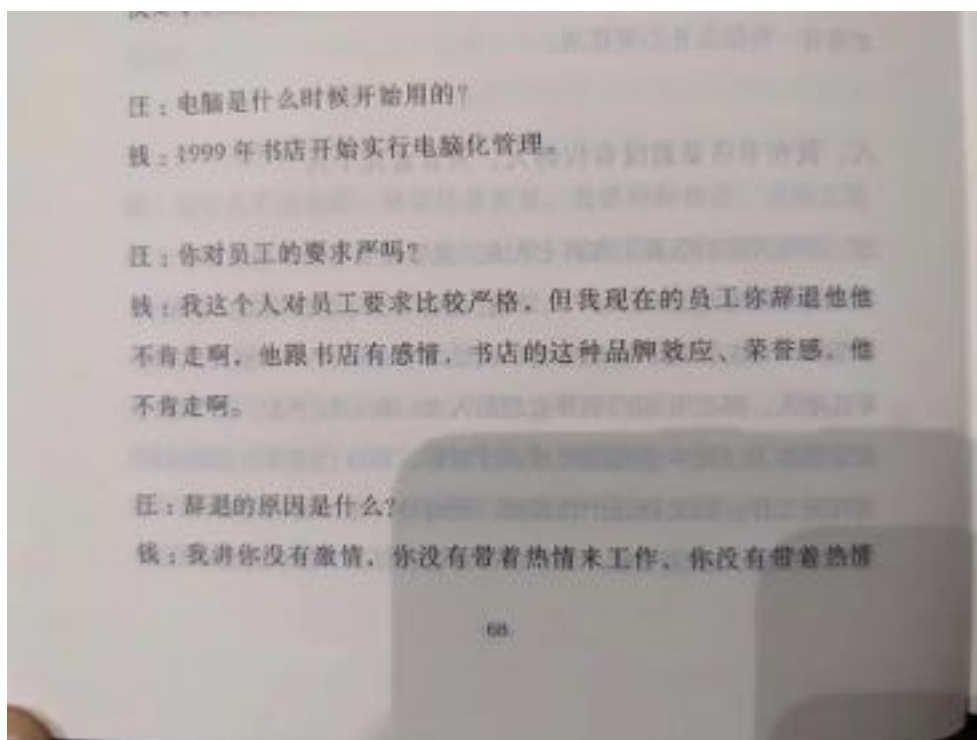 汪：电脑是什么时候开始用的？
钱：1999 年书店开始实行电脑化管理。
汪：你对员工的要求严吗？
钱：我这个人对员工要求比较严格，但我现在的员工你辞退他他
不肯走啊，他跟书店有感情，书店的这种品牌效应、荣誉感，他
不肯走啊。
汪：辞退的原因是什么？
钱：我讲你没有激情，你没有带着热情来工作，你没有带着热情
68